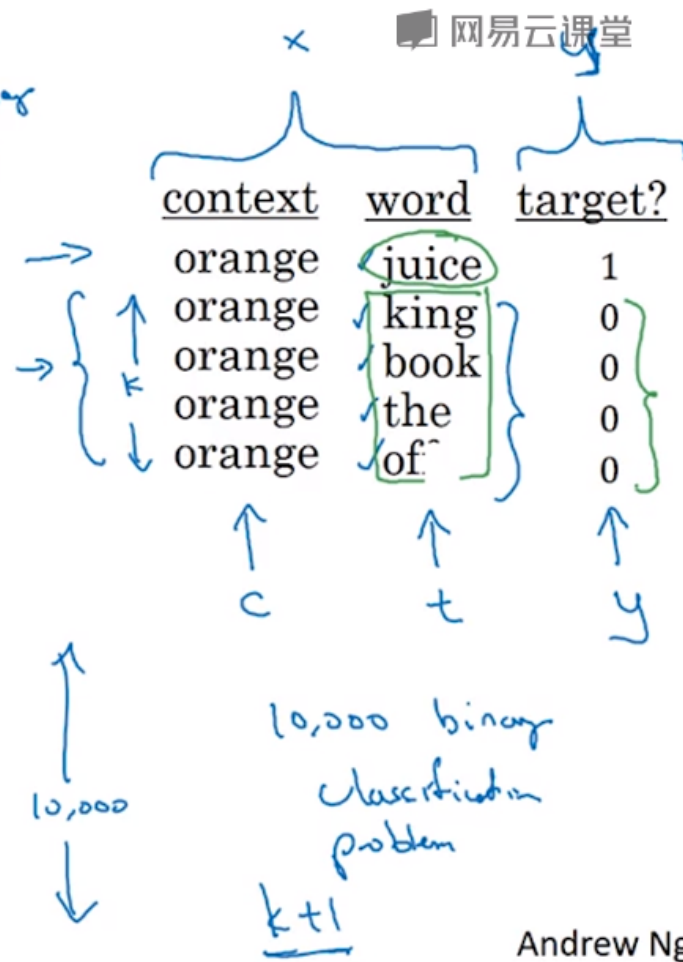 网易云课堂
x y
context word target?
orange juice 1
orange king 0
orange book 0
k
orange the 0
orange of 0
c t y
10,000 binary
classification
10,000
problem
k+1
Andrew Ng